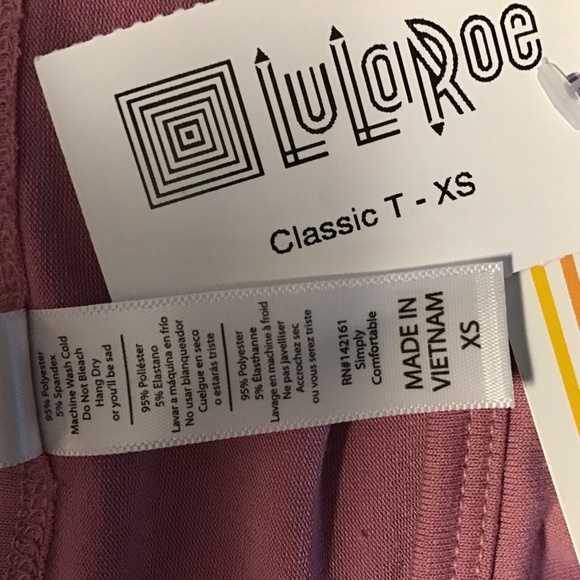 LuLaRoe
Classic T - XS
95% Polyester
5% Spandex
Machine Wash Cold
Do Not Bleach
Hang Dry
or you'll be sad
95% Poliéster
5% Elastano
Lavar a máquina en frío
No usar blanqueador
Cuelgue en seco
o estarás triste
95% Polyester
5% Élasthanne
Lavage en machine à froid
Ne pas javelliser
Accrochez sec
ou vous serez triste
RN#142161
Simply
Comfortable
MADE IN
VIETNAM
XS